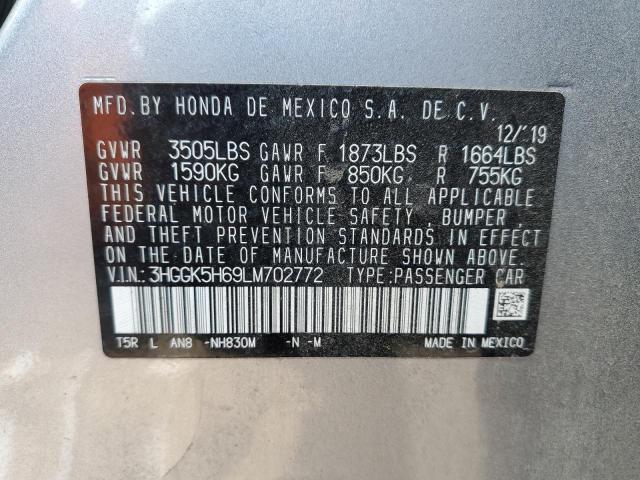 MFD. BY HONDA DE MEXICO S.A. DE C.V.
12/'19
GVWR 3505LBS GAWR F 1873LBS R 1664LBS
GVWR 1590KG GAWR F 850KG R 755KG
THIS VEHICLE CONFORMS TO ALL APPLICABLE
FEDERAL MOTOR VEHICLE SAFETY, BUMPER,
AND THEFT PREVENTION STANDARDS IN EFFECT
ON THE DATE OF MANUFACTURE SHOWN ABOVE.
V.I.N.: 3HGGK5H69LM702772 TYPE: PASSENGER CAR
T5R L AN8 -NH830M -N -M MADE IN MEXICO